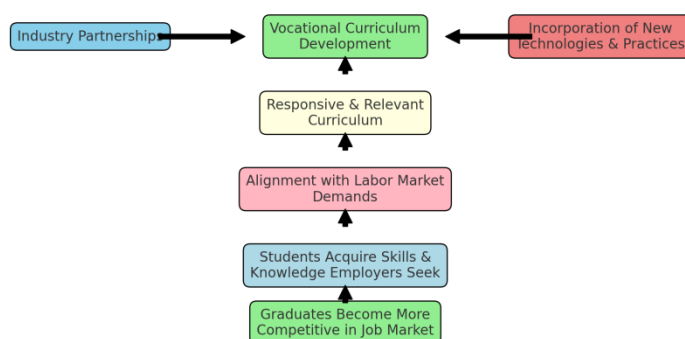 Industry Partnerships
Vocational Curriculum
Development
Incorporation of New
Technologies & Practices
Responsive & Relevant
Curriculum
Alignment with Labor Market
Demands
Students Acquire Skills &
Knowledge Employers Seek
Graduates Become More
Competitive in Job Market